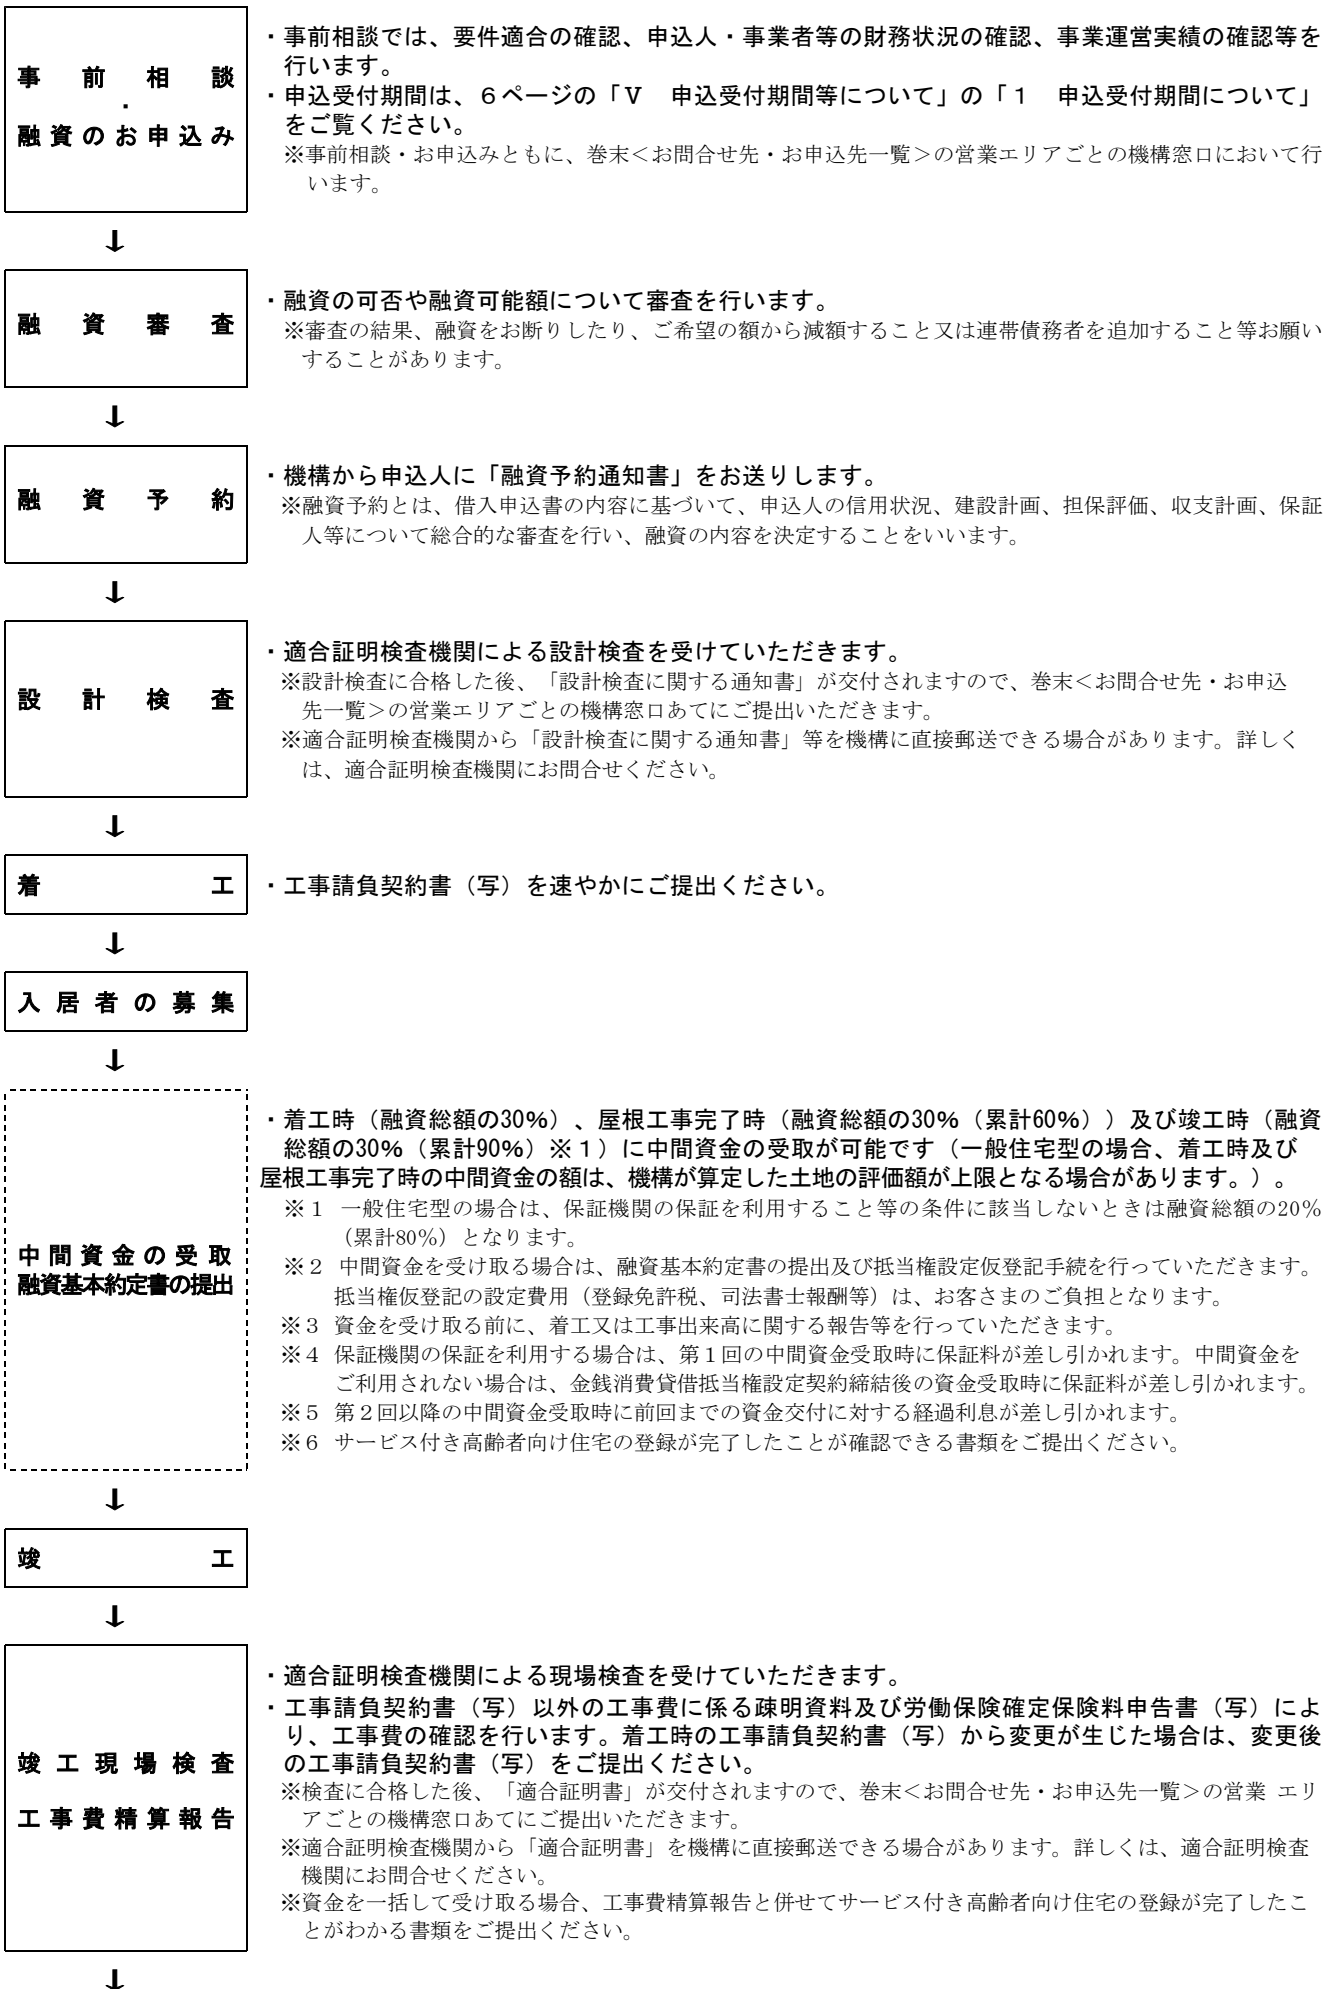 事前相談
・
融資のお申込み
・事前相談では、要件適合の確認、申込人・事業者等の財務状況の確認、事業運営実績の確認等を
行います。
・申込受付期間は、６ページの「Ⅴ　申込受付期間等について」の「１　申込受付期間について」
をご覧ください。
※事前相談・お申込みともに、巻末＜お問合せ先・お申込先一覧＞の営業エリアごとの機構窓口において行
います。
↓
融資審査
・融資の可否や融資可能額について審査を行います。
※審査の結果、融資をお断りしたり、ご希望の額から減額すること又は連帯債務者を追加すること等お願い
することがあります。
↓
融資予約
・機構から申込人に「融資予約通知書」をお送りします。
※融資予約とは、借入申込書の内容に基づいて、申込人の信用状況、建設計画、担保評価、収支計画、保証
人等について総合的な審査を行い、融資の内容を決定することをいいます。
↓
設計検査
・適合証明検査機関による設計検査を受けていただきます。
※設計検査に合格した後、「設計検査に関する通知書」が交付されますので、巻末＜お問合せ先・お申込
先一覧＞の営業エリアごとの機構窓口あてにご提出いただきます。
※適合証明検査機関から「設計検査に関する通知書」等を機構に直接郵送できる場合があります。詳しく
は、適合証明検査機関にお問合せください。
↓
着工
・工事請負契約書（写）を速やかにご提出ください。
↓
入居者の募集
↓
中間資金の受取
融資基本約定書の提出
・着工時（融資総額の30％）、屋根工事完了時（融資総額の30％（累計60％））及び竣工時（融資
総額の30％（累計90％）※１）に中間資金の受取が可能です（一般住宅型の場合、着工時及び
屋根工事完了時の中間資金の額は、機構が算定した土地の評価額が上限となる場合があります。）。
※１ 一般住宅型の場合は、保証機関の保証を利用すること等の条件に該当しないときは融資総額の20％
（累計80％）となります。
※２ 中間資金を受け取る場合は、融資基本約定書の提出及び抵当権設定仮登記手続を行っていただきます。
抵当権仮登記の設定費用（登録免許税、司法書士報酬等）は、お客さまのご負担となります。
※３ 資金を受け取る前に、着工又は工事出来高に関する報告等を行っていただきます。
※４ 保証機関の保証を利用する場合は、第１回の中間資金受取時に保証料が差し引かれます。中間資金を
ご利用されない場合は、金銭消費貸借抵当権設定契約締結後の資金受取時に保証料が差し引かれます。
※５ 第２回以降の中間資金受取時に前回までの資金交付に対する経過利息が差し引かれます。
※６ サービス付き高齢者向け住宅の登録が完了したことが確認できる書類をご提出ください。
↓
竣工
↓
竣工現場検査
工事費精算報告
・適合証明検査機関による現場検査を受けていただきます。
・工事請負契約書（写）以外の工事費に係る疎明資料及び労働保険確定保険料申告書（写）によ
り、工事費の確認を行います。着工時の工事請負契約書（写）から変更が生じた場合は、変更後
の工事請負契約書（写）をご提出ください。
※検査に合格した後、「適合証明書」が交付されますので、巻末＜お問合せ先・お申込先一覧＞の営業 エリ
アごとの機構窓口あてにご提出いただきます。
※適合証明検査機関から「適合証明書」を機構に直接郵送できる場合があります。詳しくは、適合証明検査
機関にお問合せください。
※資金を一括して受け取る場合、工事費精算報告と併せてサービス付き高齢者向け住宅の登録が完了したこ
とがわかる書類をご提出ください。
↓